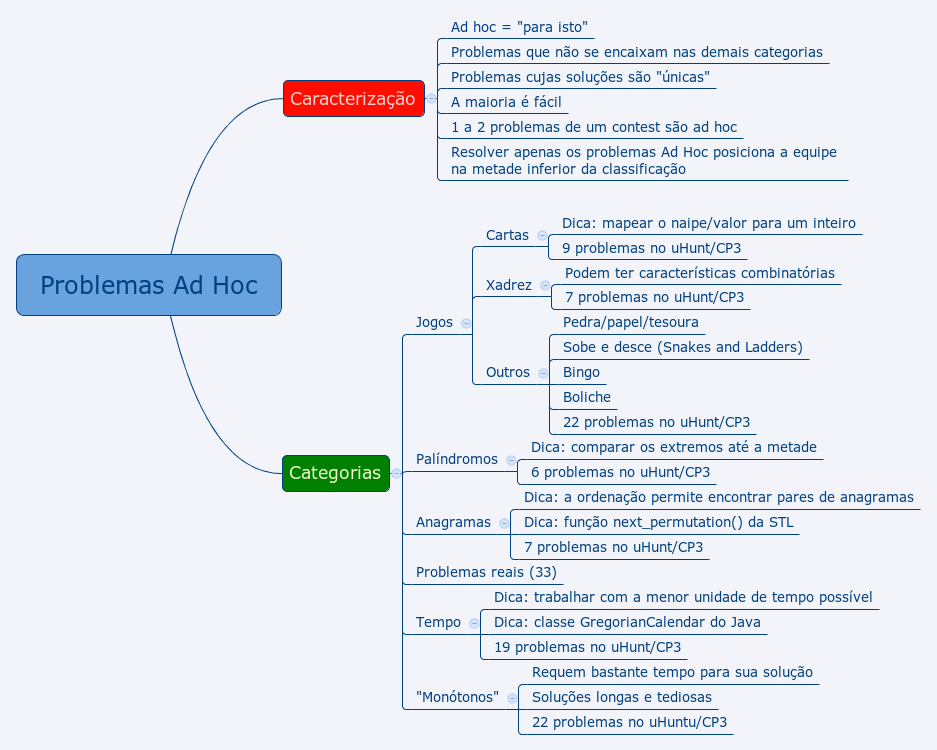 Problemas Ad Hoc
Caracterização
Ad hoc = "para isto"
Problemas que não se encaixam nas demais categorias
Problemas cujas soluções são "únicas"
A maioria é fácil
1 a 2 problemas de um contest são ad hoc
Resolver apenas os problemas Ad Hoc posiciona a equipe
na metade inferior da classificação
Categorias
Jogos
Cartas
Dica: mapear o naipe/valor para um inteiro
9 problemas no uHunt/CP3
Xadrez
Podem ter características combinatórias
7 problemas no uHunt/CP3
Outros
Pedra/papel/tesoura
Sobe e desce (Snakes and Ladders)
Bingo
Boliche
22 problemas no uHunt/CP3
Palíndromos
Dica: comparar os extremos até a metade
6 problemas no uHunt/CP3
Anagramas
Dica: a ordenação permite encontrar pares de anagramas
Dica: função next_permutation() da STL
7 problemas no uHunt/CP3
Problemas reais (33)
Tempo
Dica: trabalhar com a menor unidade de tempo possível
Dica: classe GregorianCalendar do Java
19 problemas no uHunt/CP3
"Monótonos"
Requem bastante tempo para sua solução
Soluções longas e tediosas
22 problemas no uHuntu/CP3